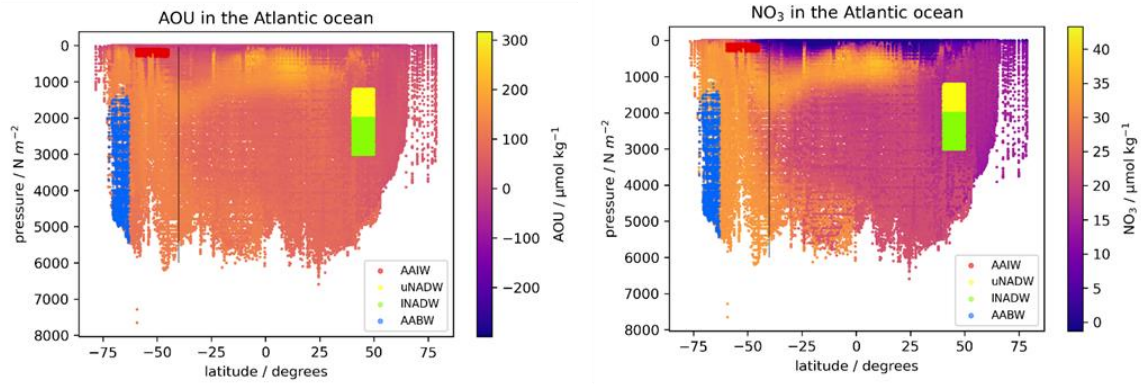 AOU in the Atlantic ocean
0
1000
2000
3000
4000
5000
6000
7000
8000
pressure / N m⁻²
−75
−50
−25
0
25
50
75
latitude / degrees
AAIW
uNADW
lNADW
AABW
300
200
100
0
−100
−200
AOU / μmol kg⁻¹
NO₃ in the Atlantic ocean
0
1000
2000
3000
4000
5000
6000
7000
8000
pressure / N m⁻²
−75
−50
−25
0
25
50
75
latitude / degrees
AAIW
uNADW
lNADW
AABW
40
35
30
25
20
15
10
5
0
NO₃ / μmol kg⁻¹